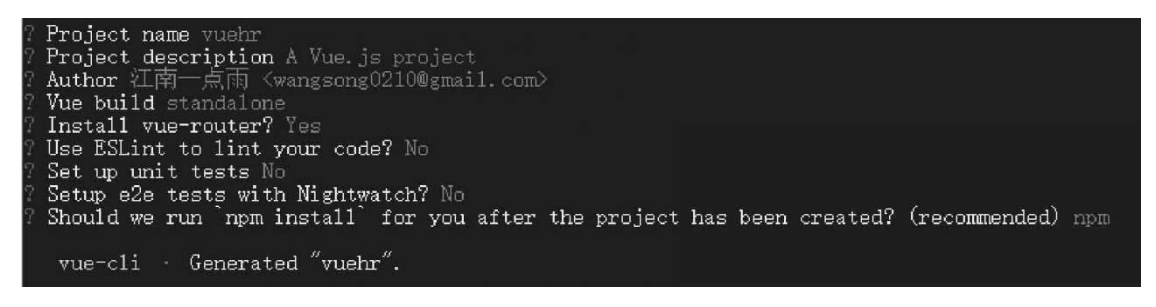 ? Project name vuehr
? Project description A Vue.js project
? Author 江南一点雨 <wangsong0210@gmail.com>
? Vue build standalone
? Install vue-router? Yes
? Use ESLint to lint your code? No
? Set up unit tests No
? Setup e2e tests with Nightwatch? No
? Should we run `npm install` for you after the project has been created? (recommended) npm
vue-cli · Generated "vuehr".